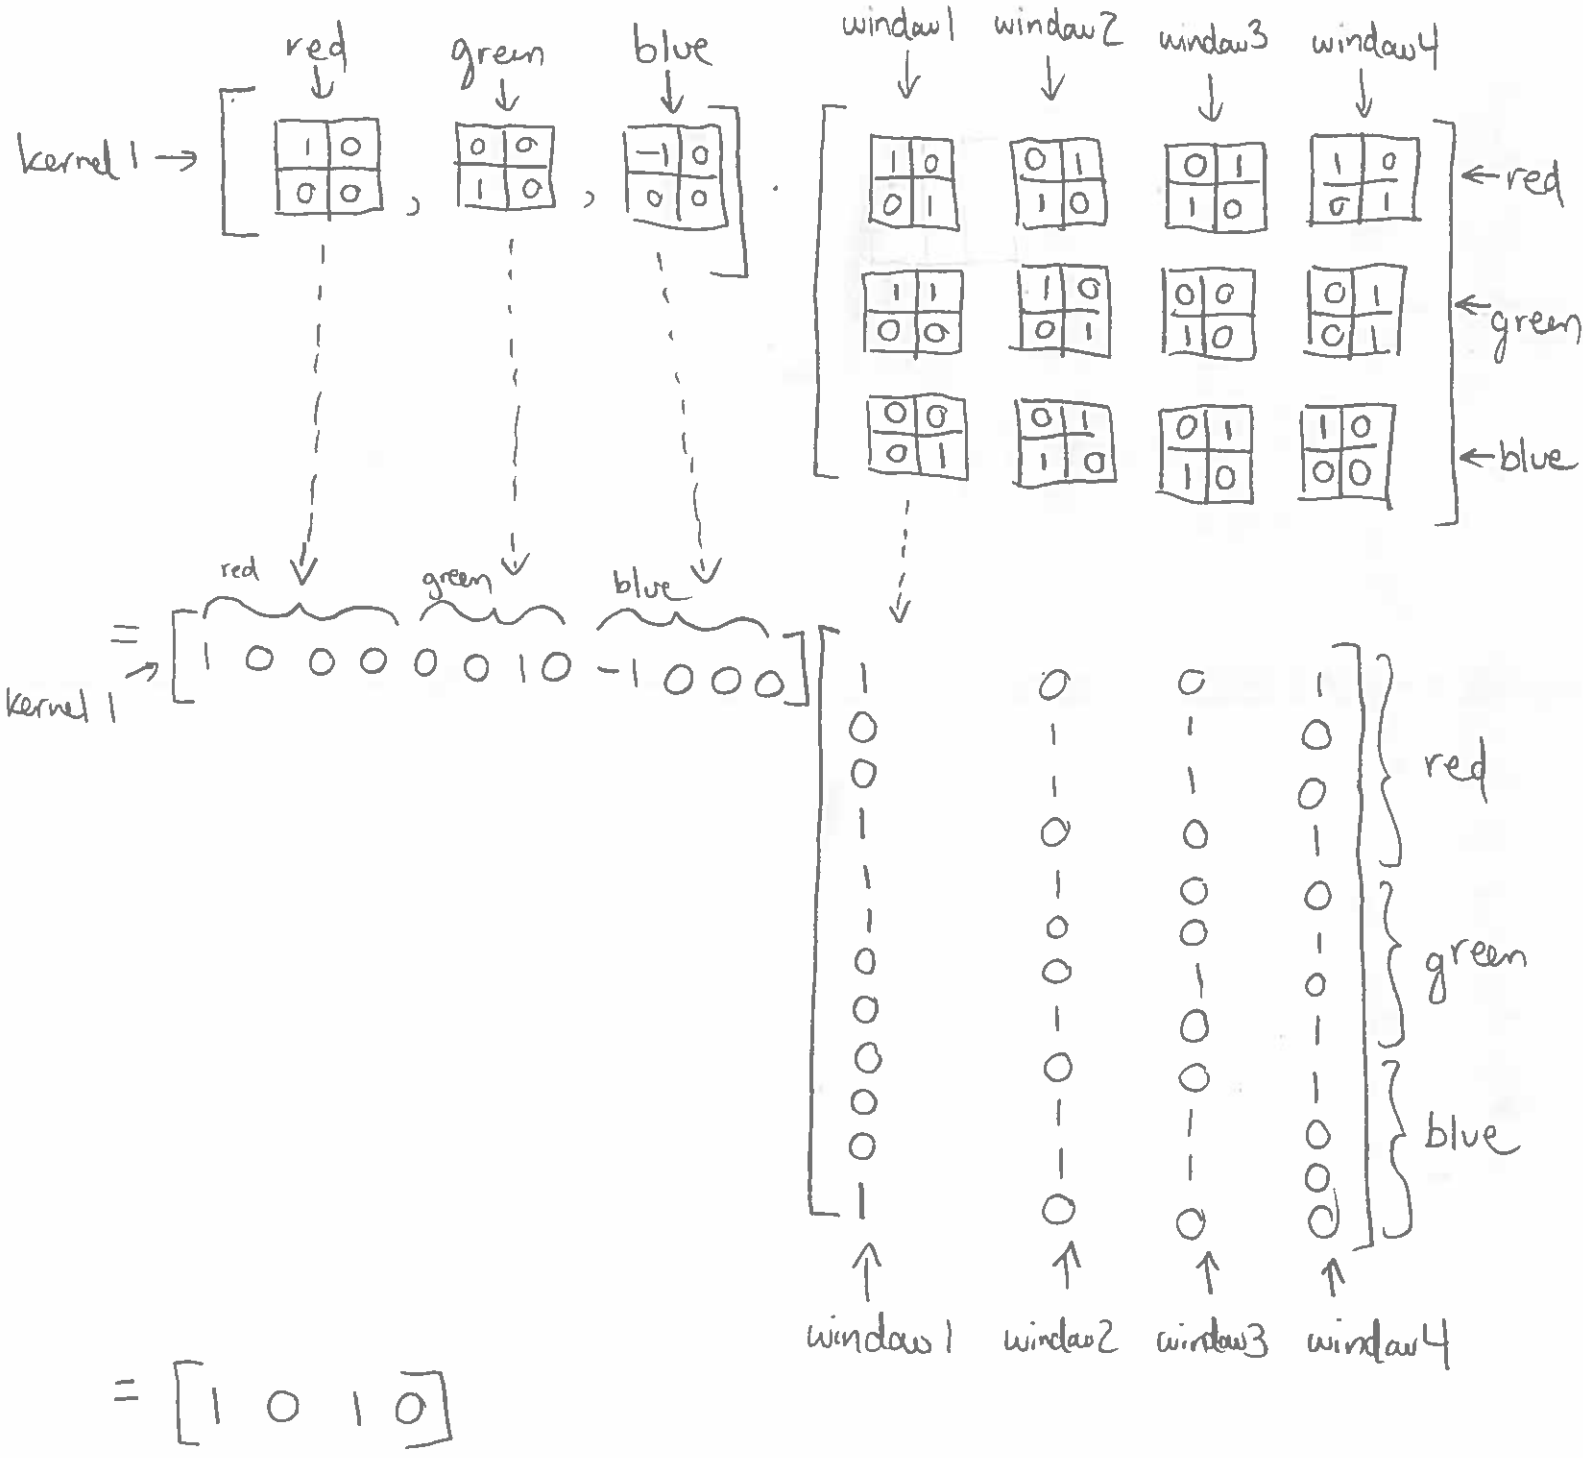 red green blue window1 window2 window3 window4
kernel 1 → [ 1 0 , 0 0 , -1 0 ] · [ 1 0 0 1 0 1 1 0 ← red
0 0 1 0 0 0 0 1 1 0 1 0 0 1
1 1 1 0 0 0 0 1 ← green
0 0 0 1 1 0 0 1
0 0 0 1 0 1 1 0 ← blue
0 1 1 0 1 0 0 0 ]
red green blue
= [ 1 0 0 0 0 0 1 0 -1 0 0 0 ] [ 1 0 0 1
kernel 1 →
0 1 1 0
0 1 1 0 red
1 0 0 1
1 1 0 0
1 0 0 1
0 0 1 0 green
0 1 0 1
0 0 0 1
0 1 1 0
0 1 1 0 blue
1 0 0 0 ]
window1 window2 window3 window4
= [ 1 0 1 0 ]